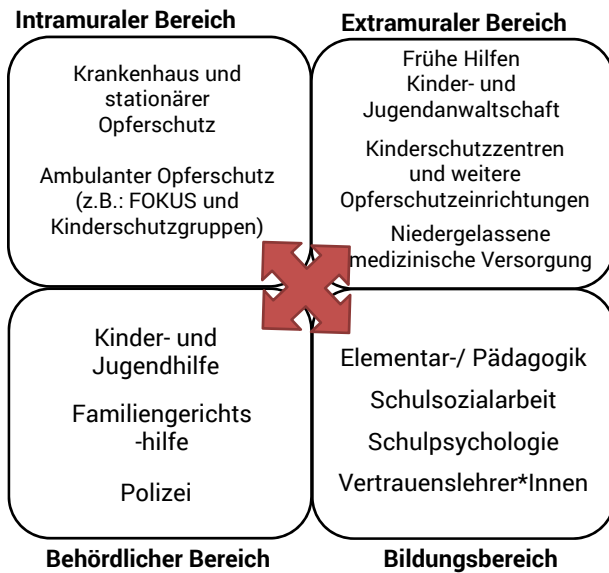 Intramuraler Bereich
Krankenhaus und
stationärer
Opferschutz
Ambulanter Opferschutz
(z.B.: FOKUS und
Kinderschutzgruppen)
Extramuraler Bereich
Frühe Hilfen
Kinder- und
Jugendanwaltschaft
Kinderschutzzentren
und weitere
Opferschutzeinrichtungen
Niedergelassene
medizinische Versorgung
Kinder- und
Jugendhilfe
Familiengerichts
-hilfe
Polizei
Behördlicher Bereich
Elementar-/ Pädagogik
Schulsozialarbeit
Schulpsychologie
Vertrauenslehrer*Innen
Bildungsbereich